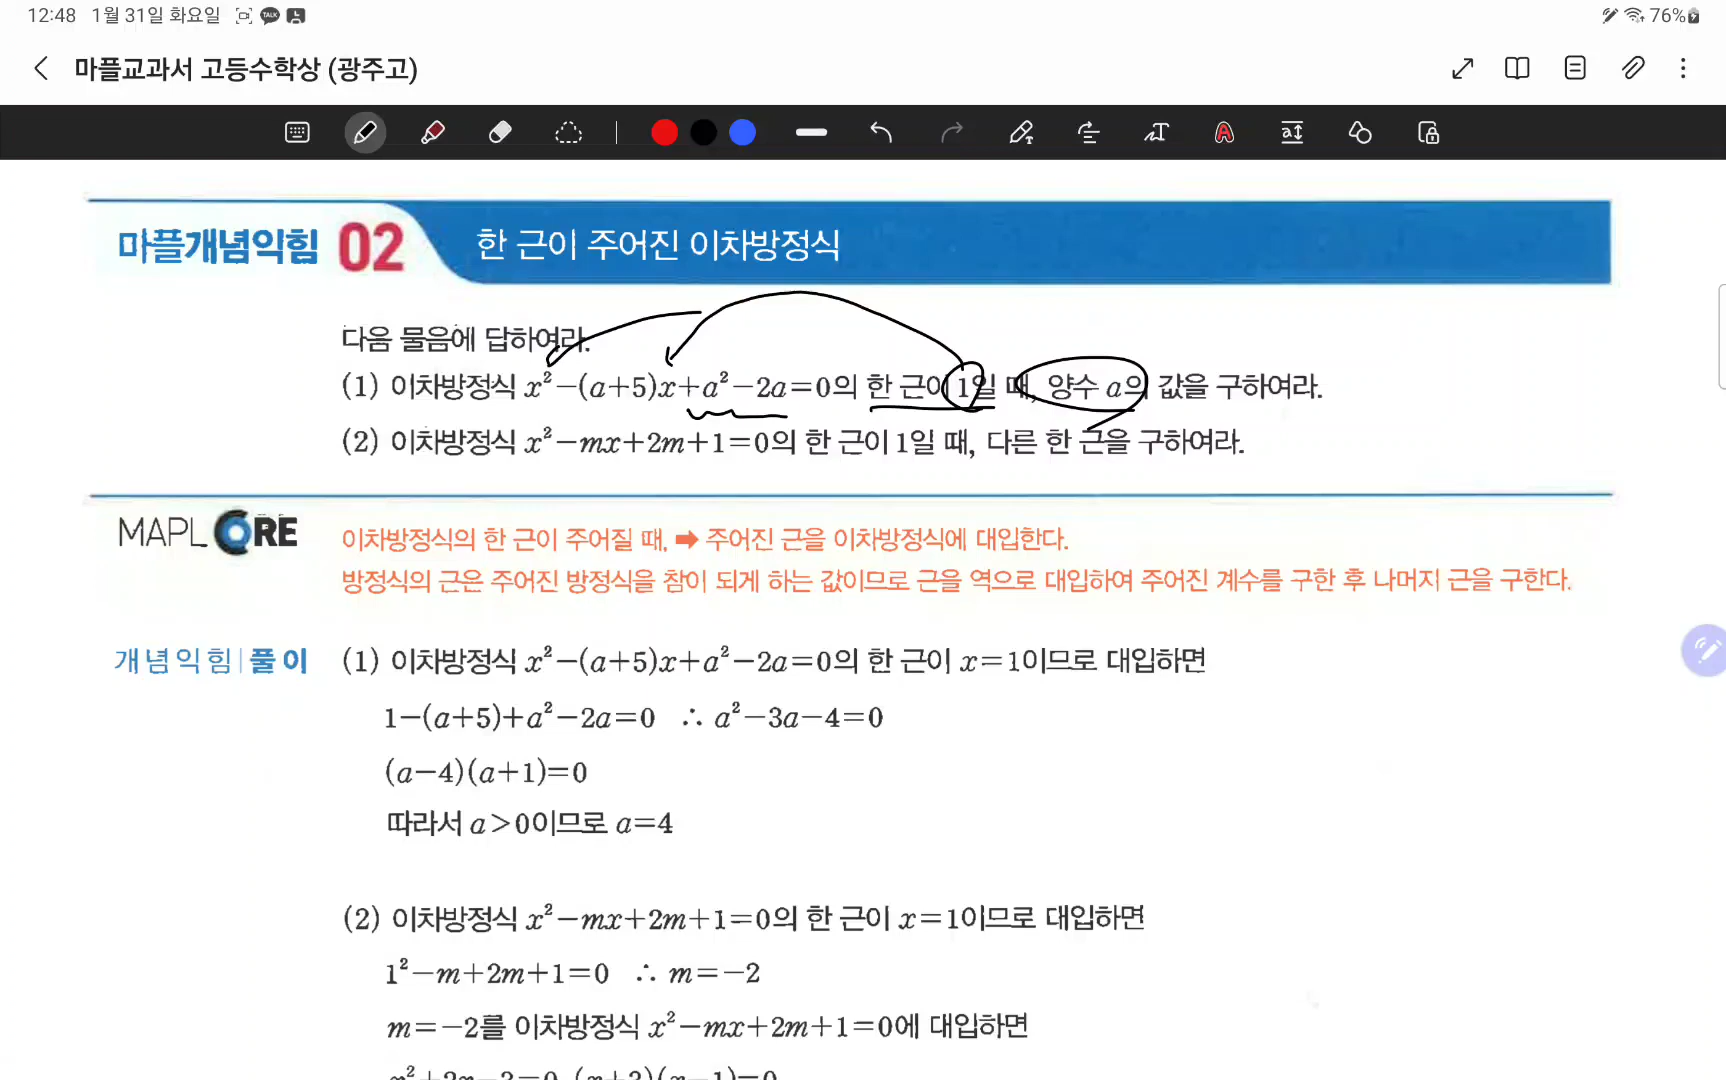 12:48 1월 31일 화요일 TALK 76%
마플교과서 고등수학상 (광주고)
마플개념익힘 02 한 근이 주어진 이차방정식
다음 물음에 답하여라.
(1) 이차방정식 x²−(a+5)x+a²−2a=0의 한 근이 1일 때, 양수 a의 값을 구하여라.
(2) 이차방정식 x²−mx+2m+1=0의 한 근이 1일 때, 다른 한 근을 구하여라.
MAPL CORE 이차방정식의 한 근이 주어질 때, ➡ 주어진 근을 이차방정식에 대입한다.
방정식의 근은 주어진 방정식을 참이 되게 하는 값이므로 근을 역으로 대입하여 주어진 계수를 구한 후 나머지 근을 구한다.
개념익힘|풀이 (1) 이차방정식 x²−(a+5)x+a²−2a=0의 한 근이 x=1이므로 대입하면
1−(a+5)+a²−2a=0 ∴ a²−3a−4=0
(a−4)(a+1)=0
따라서 a>0이므로 a=4
(2) 이차방정식 x²−mx+2m+1=0의 한 근이 x=1이므로 대입하면
1²−m+2m+1=0 ∴ m=−2
m=−2를 이차방정식 x²−mx+2m+1=0에 대입하면
x²+2x−3=0, (x+3)(x−1)=0